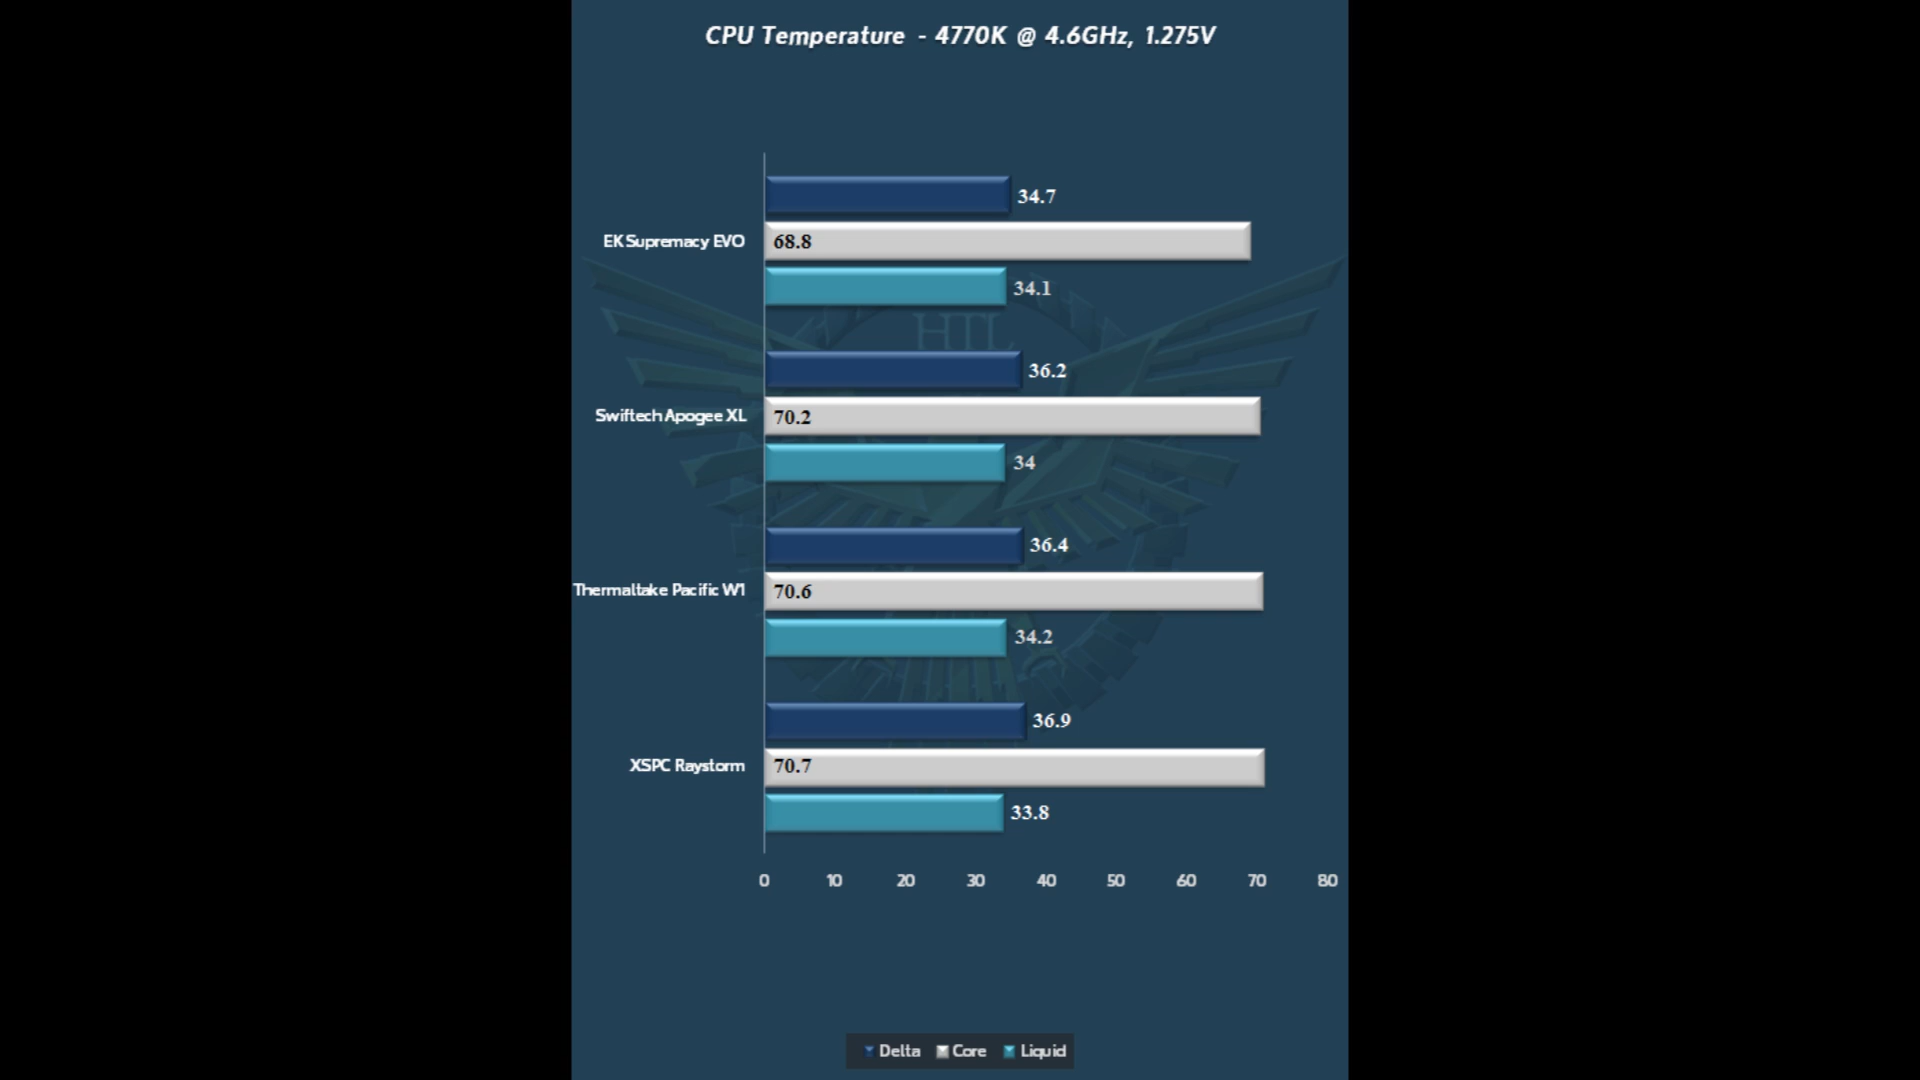 CPU Temperature - 4770K @ 4.6GHz, 1.275V
34.7
EK Supremacy EVO 68.8
34.1
HTL
36.2
Swiftech Apogee XL 70.2
34
36.4
Thermaltake Pacific W1 70.6
34.2
36.9
XSPC Raystorm 70.7
33.8
0 10 20 30 40 50 60 70 80
Delta Core Liquid